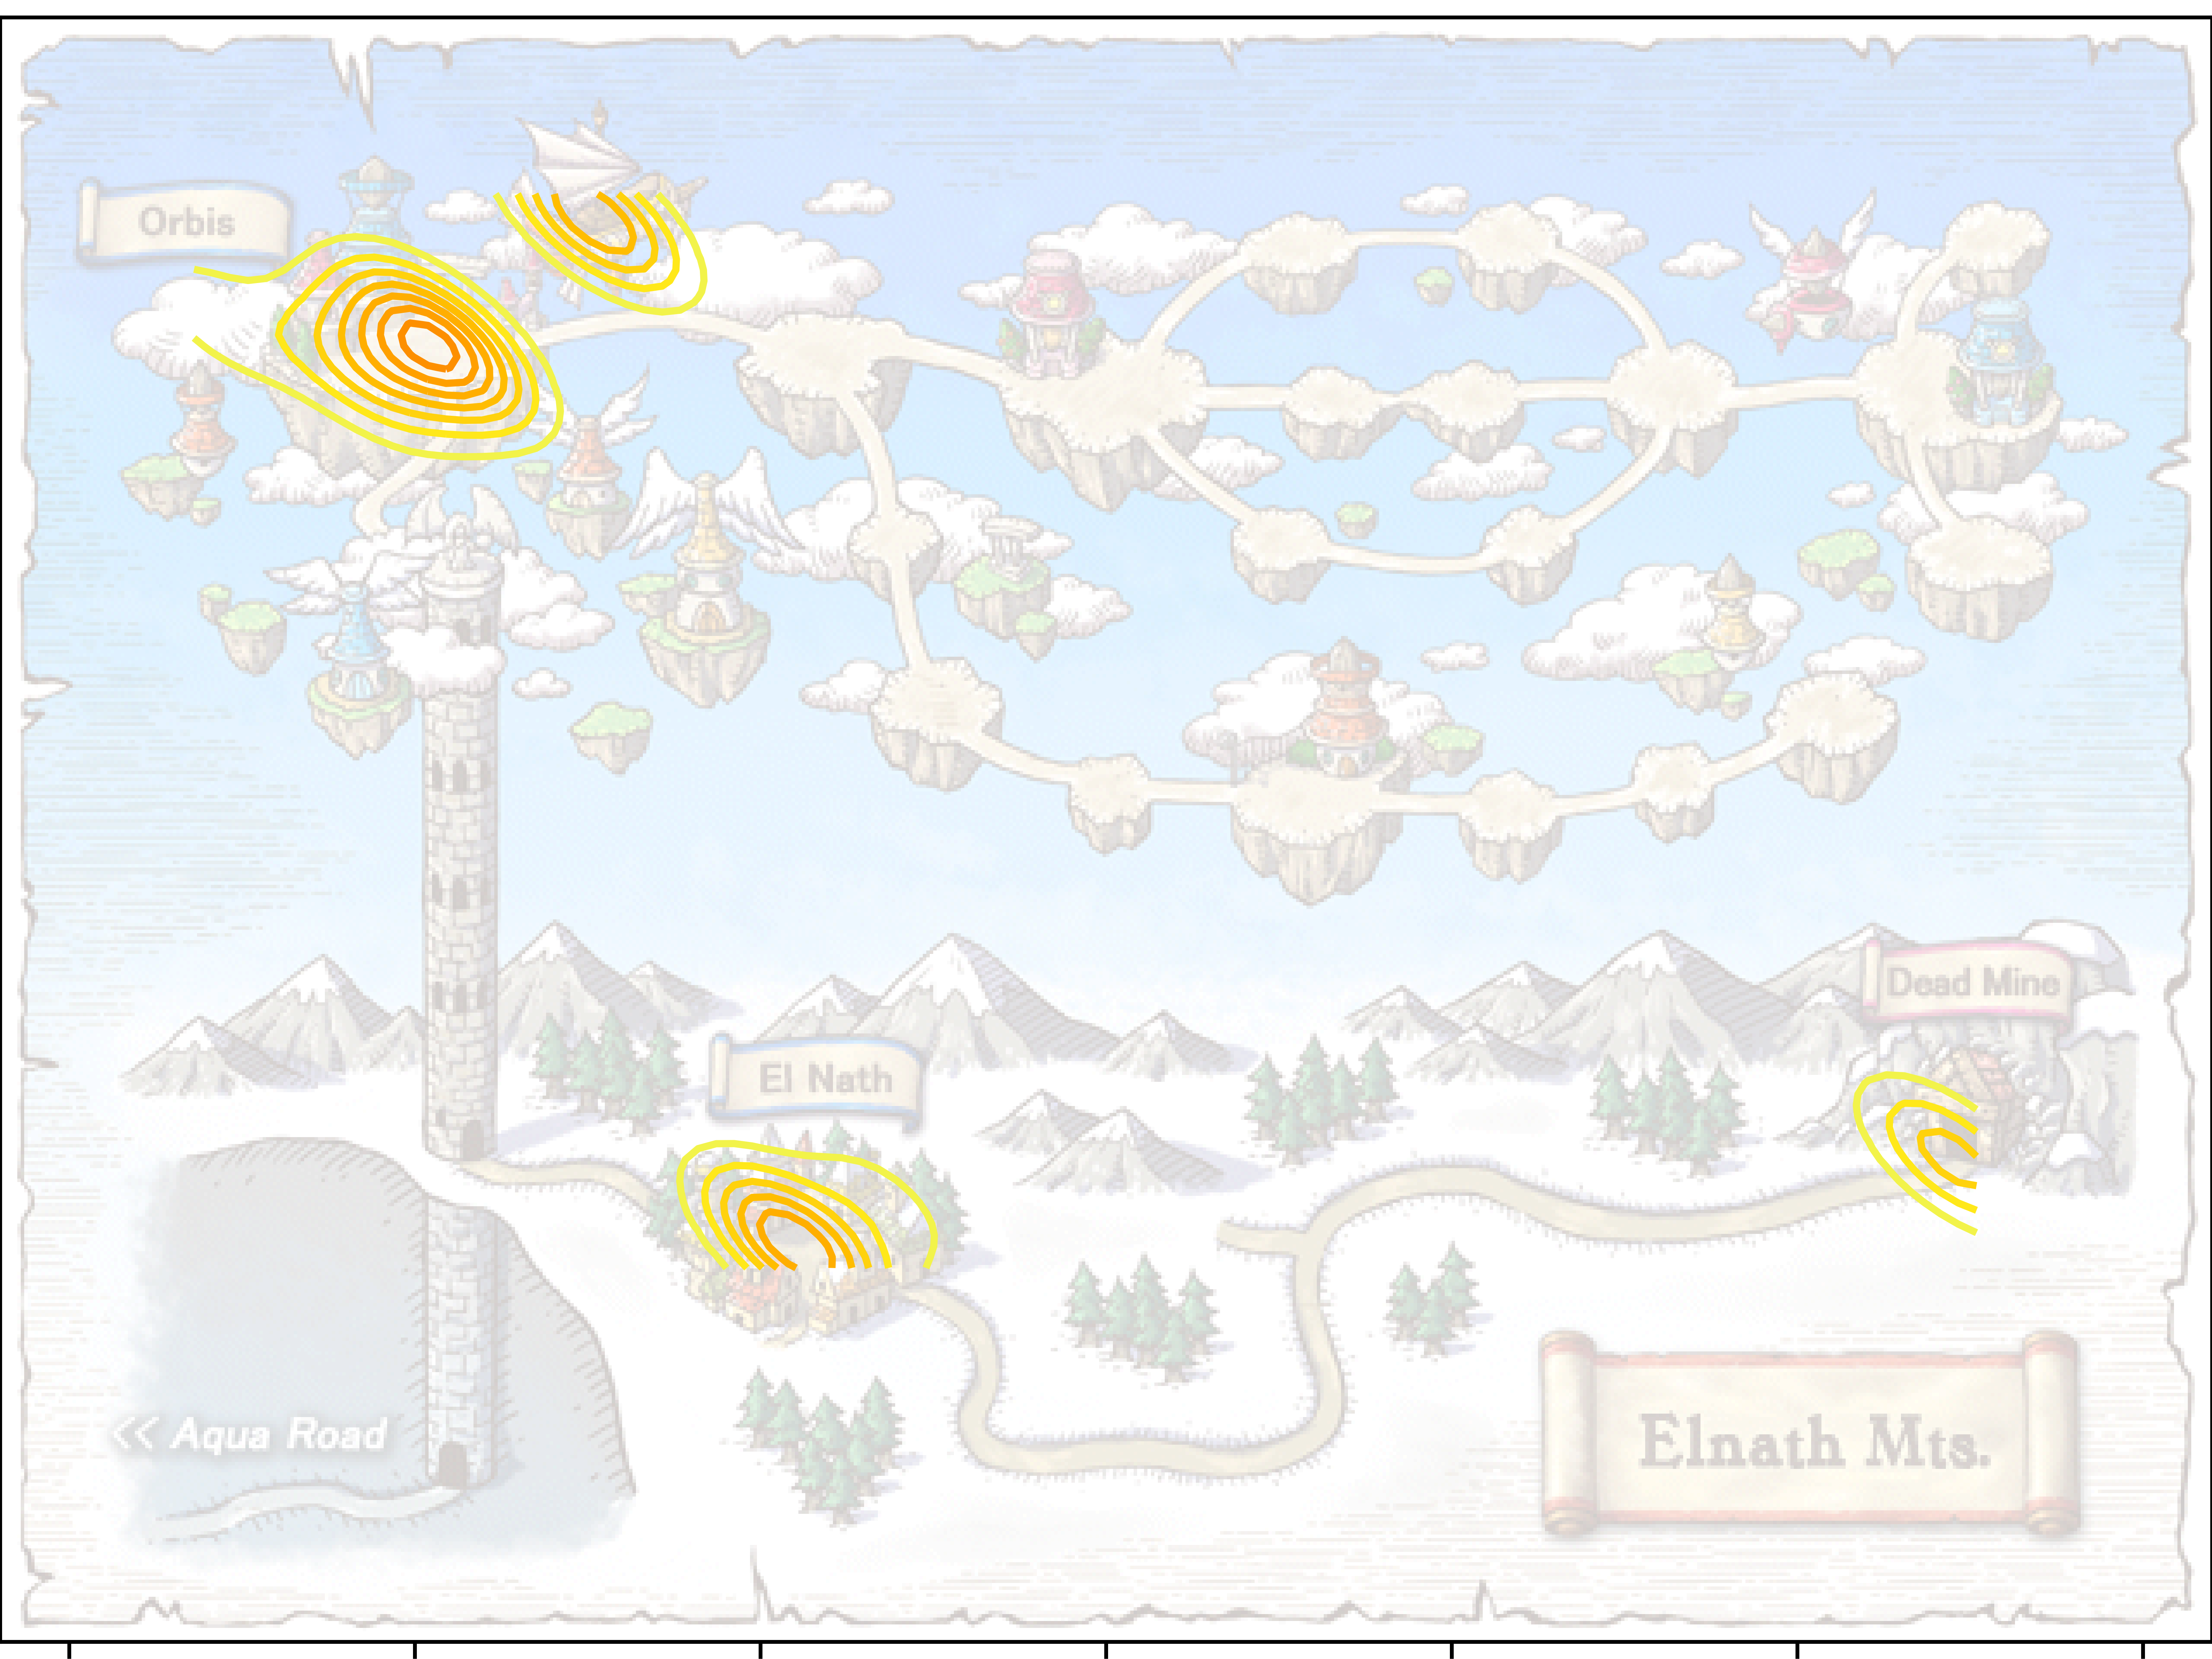 Orbis
Dead Mine
El Nath
<< Aqua Road
Elnath Mts.